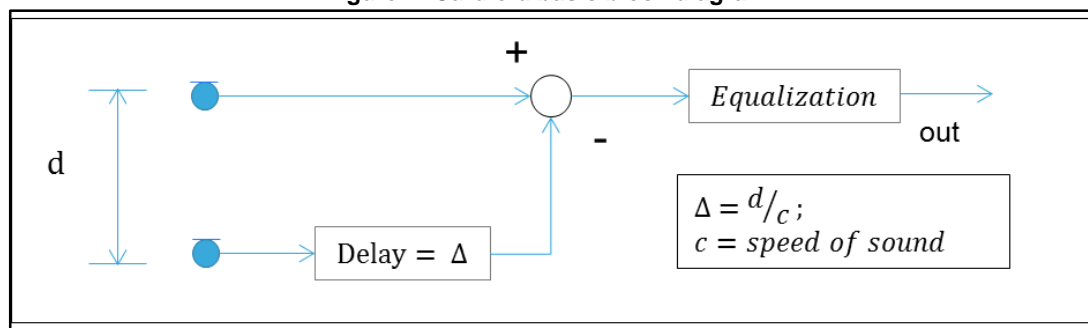 +
d
Equalization
-
out
Delay = Δ
Δ = d/c ;
c = speed of sound